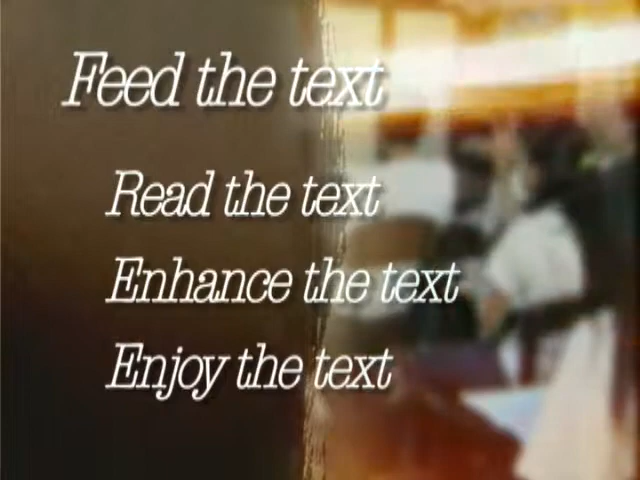 Feed the text
Read the text
Enhance the text
Enjoy the text